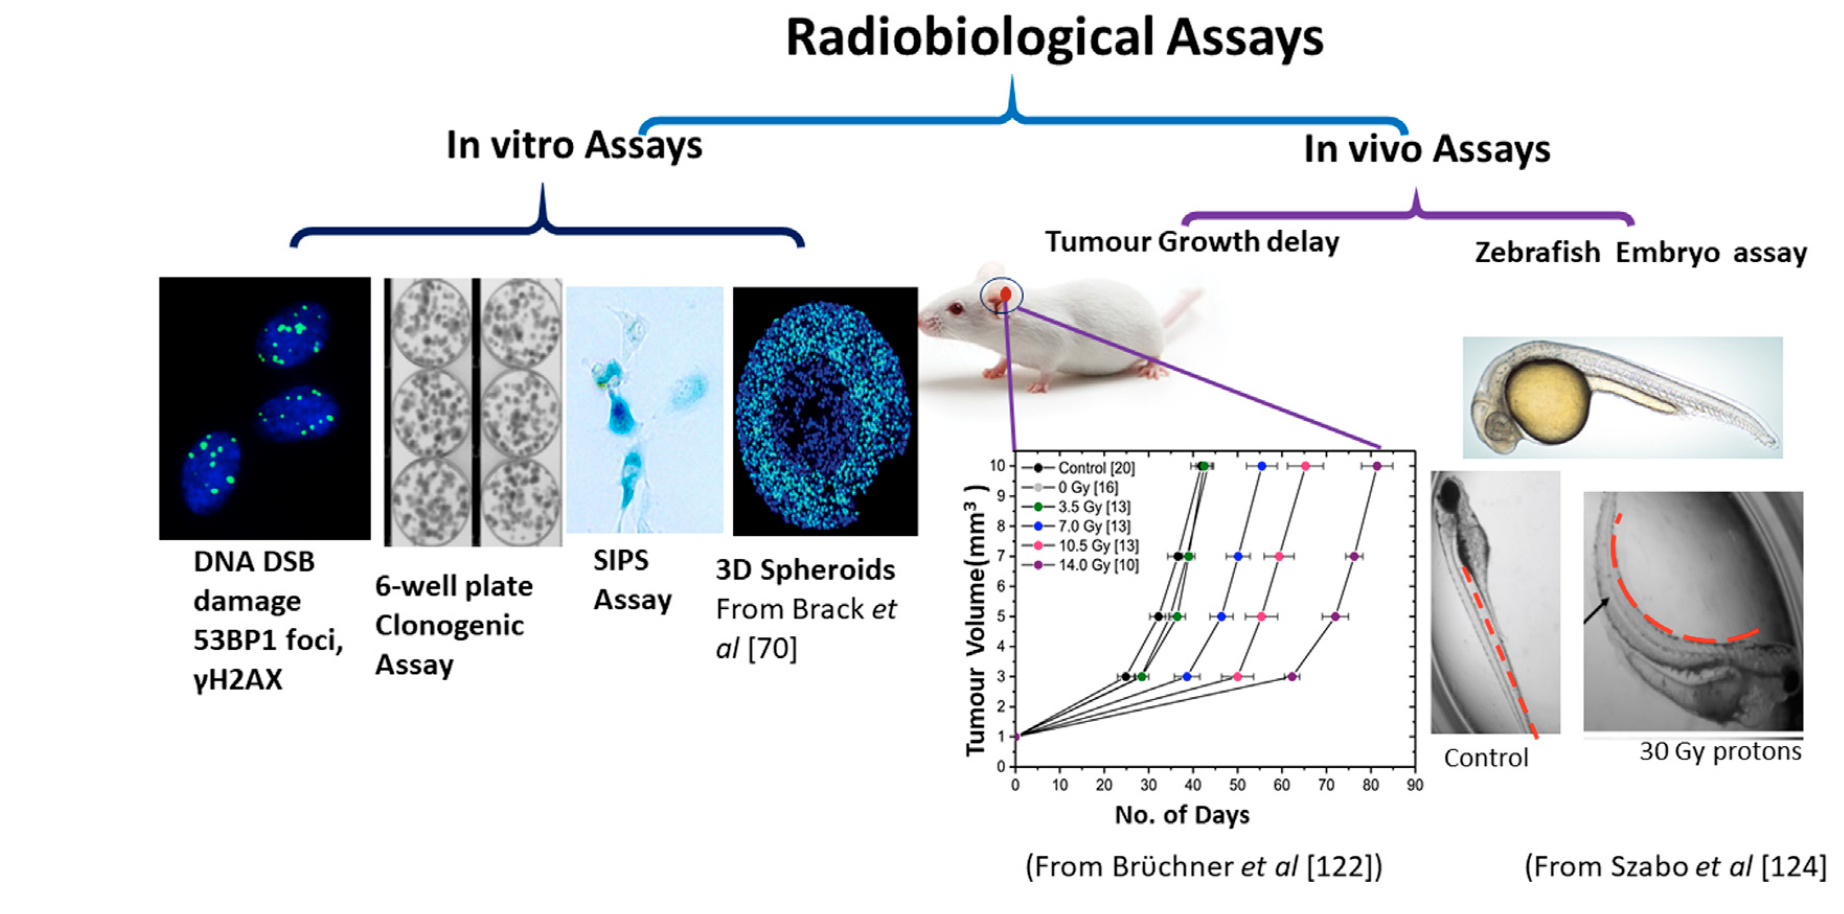 Radiobiological Assays
In vitro Assays
In vivo Assays
Tumour Growth delay
Zebrafish Embryo assay
DNA DSB
damage
53BP1 foci,
γH2AX
6-well plate
Clonogenic
Assay
SIPS
Assay
3D Spheroids
From Brack et
al [70]
Tumour Volume(mm³ )
10
9
8
7
6
5
4
3
2
1
0
Control [20]
0 Gy [16]
3.5 Gy [13]
7.0 Gy [13]
10.5 Gy [13]
14.0 Gy [10]
0 10 20 30 40 50 60 70 80 90
No. of Days
(From Brüchner et al [122])
Control
30 Gy protons
(From Szabo et al [124]